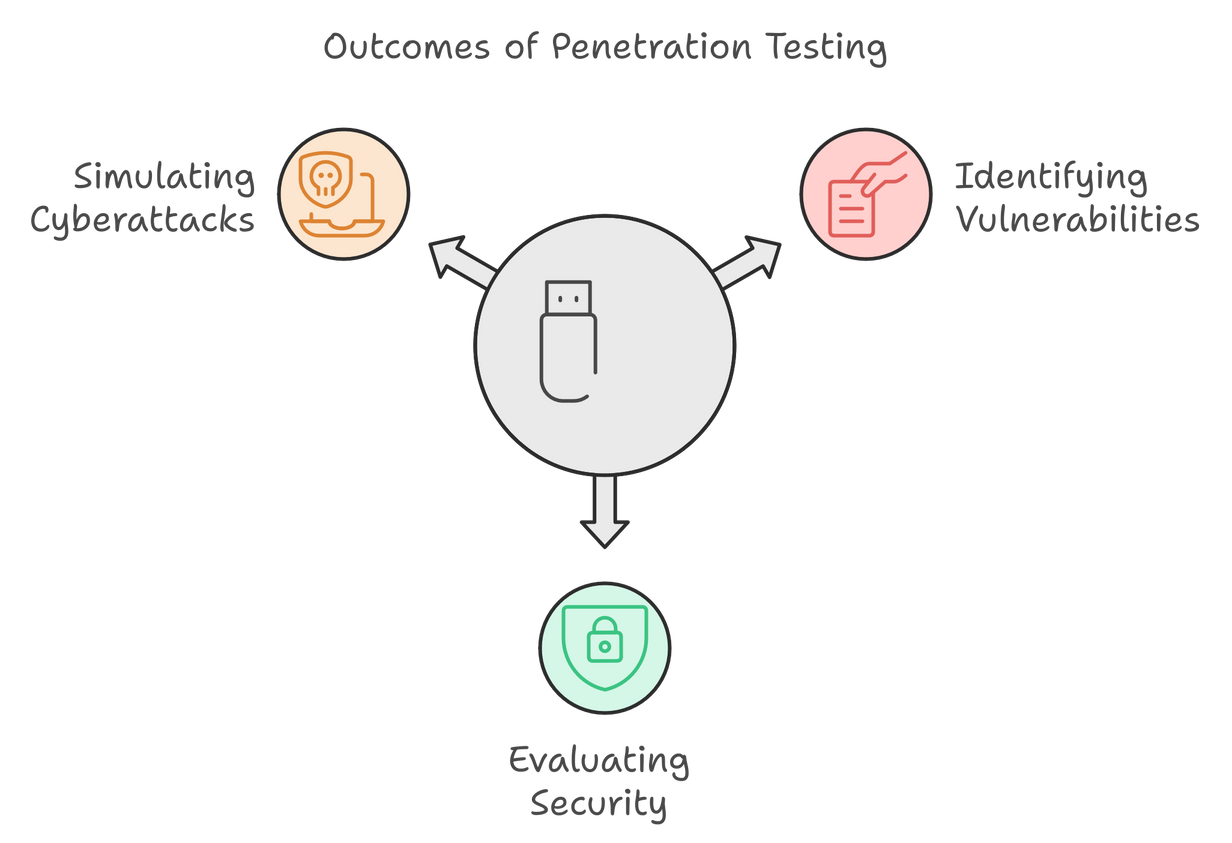 Outcomes of Penetration Testing
Simulating
Cyberattacks
Identifying
Vulnerabilities
Evaluating
Security